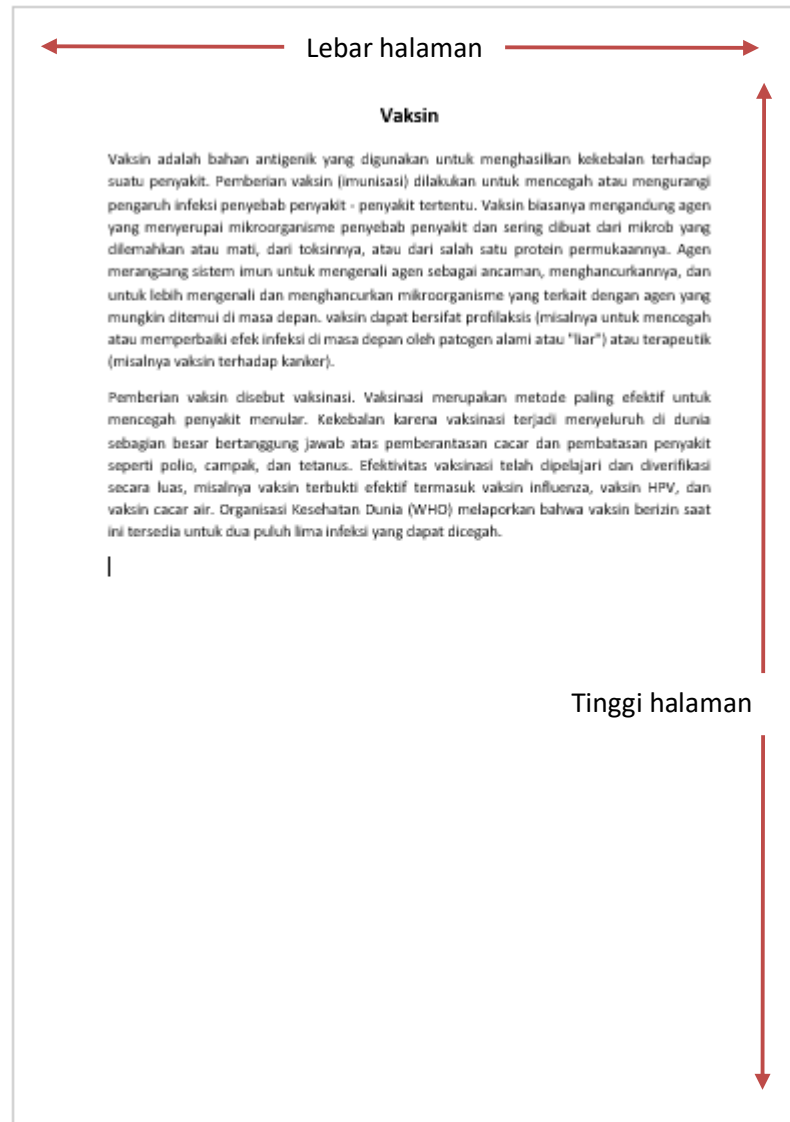 Lebar halaman
Vaksin
Vaksin adalah bahan antigenik yang digunakan untuk menghasilkan kekebalan terhadap
suatu penyakit. Pemberian vaksin (imunisasi) dilakukan untuk mencegah atau mengurangi
pengaruh infeksi penyebab penyakit - penyakit tertentu. Vaksin biasanya mengandung agen
yang menyerupai mikroorganisme penyebab penyakit dan sering dibuat dari mikrob yang
dilemahkan atau mati, dari toksinnya, atau dari salah satu protein permukaannya. Agen
merangsang sistem imun untuk mengenali agen sebagai ancaman, menghancurkannya, dan
untuk lebih mengenali dan menghancurkan mikroorganisme yang terkait dengan agen yang
mungkin ditemui di masa depan. vaksin dapat bersifat profilaksis (misalnya untuk mencegah
atau memperbaiki efek infeksi di masa depan oleh patogen alami atau "liar") atau terapeutik
(misalnya vaksin terhadap kanker).
Pemberian vaksin disebut vaksinasi. Vaksinasi merupakan metode paling efektif untuk
mencegah penyakit menular. Kekebalan karena vaksinasi terjadi menyeluruh di dunia
sebagian besar bertanggung jawab atas pemberantasan cacar dan pembatasan penyakit
seperti polio, campak, dan tetanus. Efektivitas vaksinasi telah dipelajari dan diverifikasi
secara luas, misalnya vaksin terbukti efektif termasuk vaksin influenza, vaksin HPV, dan
vaksin cacar air. Organisasi Kesehatan Dunia (WHO) melaporkan bahwa vaksin berizin saat
ini tersedia untuk dua puluh lima infeksi yang dapat dicegah.
Tinggi halaman